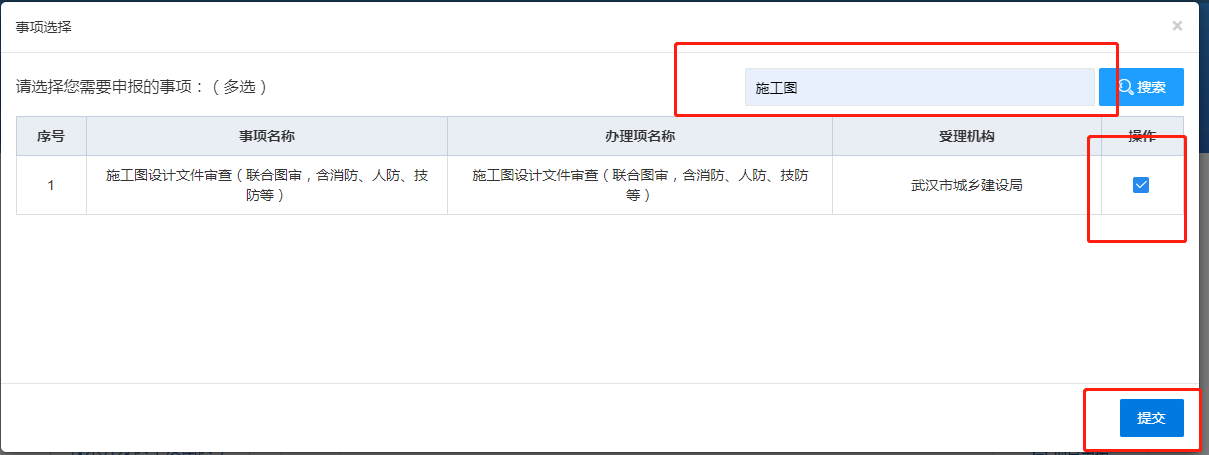 事项选择
×
请选择您需要申报的事项：（多选）
施工图
搜索
序号 事项名称 办理项名称 受理机构 操作
1 施工图设计文件审查（联合图审，含消防、人防、技 施工图设计文件审查（联合图审，含消防、人防、技防 武汉市城乡建设局
防等） 等）
提交